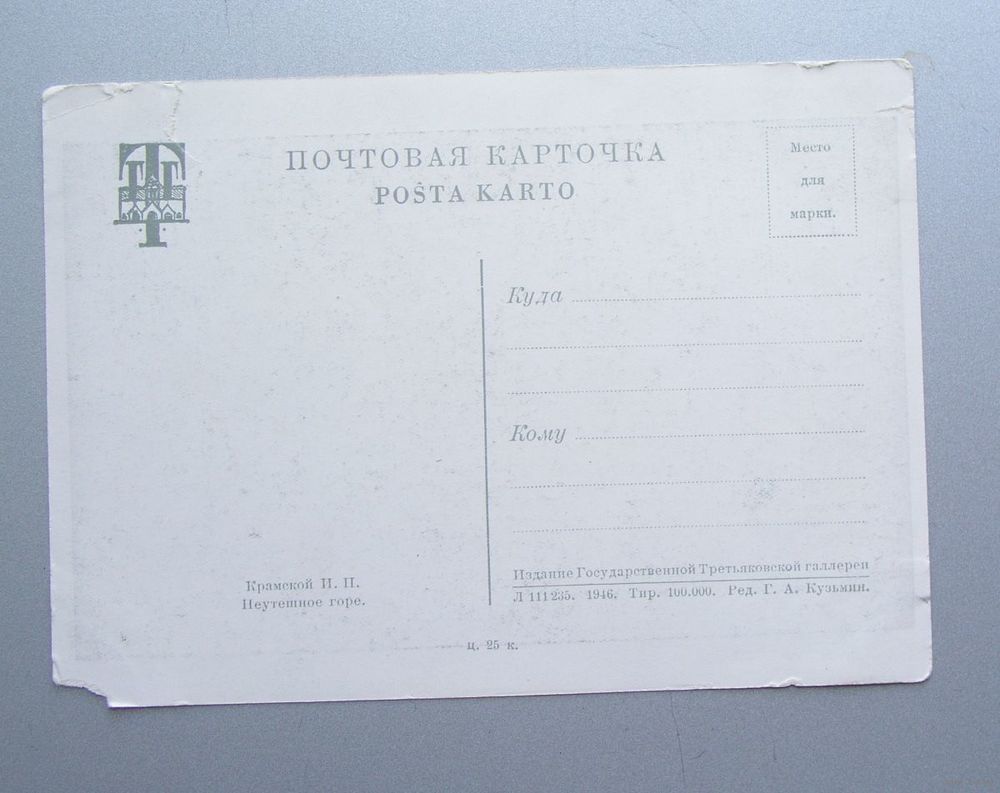 ПОЧТОВАЯ КАРТОЧКА
POŜTA KARTO
Место
для
марки.
Куда
Кому
Крамской И. П.
Неутешное горе.
Издание Государственной Третьяковской галлереи
Л 111235. 1946. Тир. 100.000. Ред. Г. А. Кузьмин.
ц. 25 к.